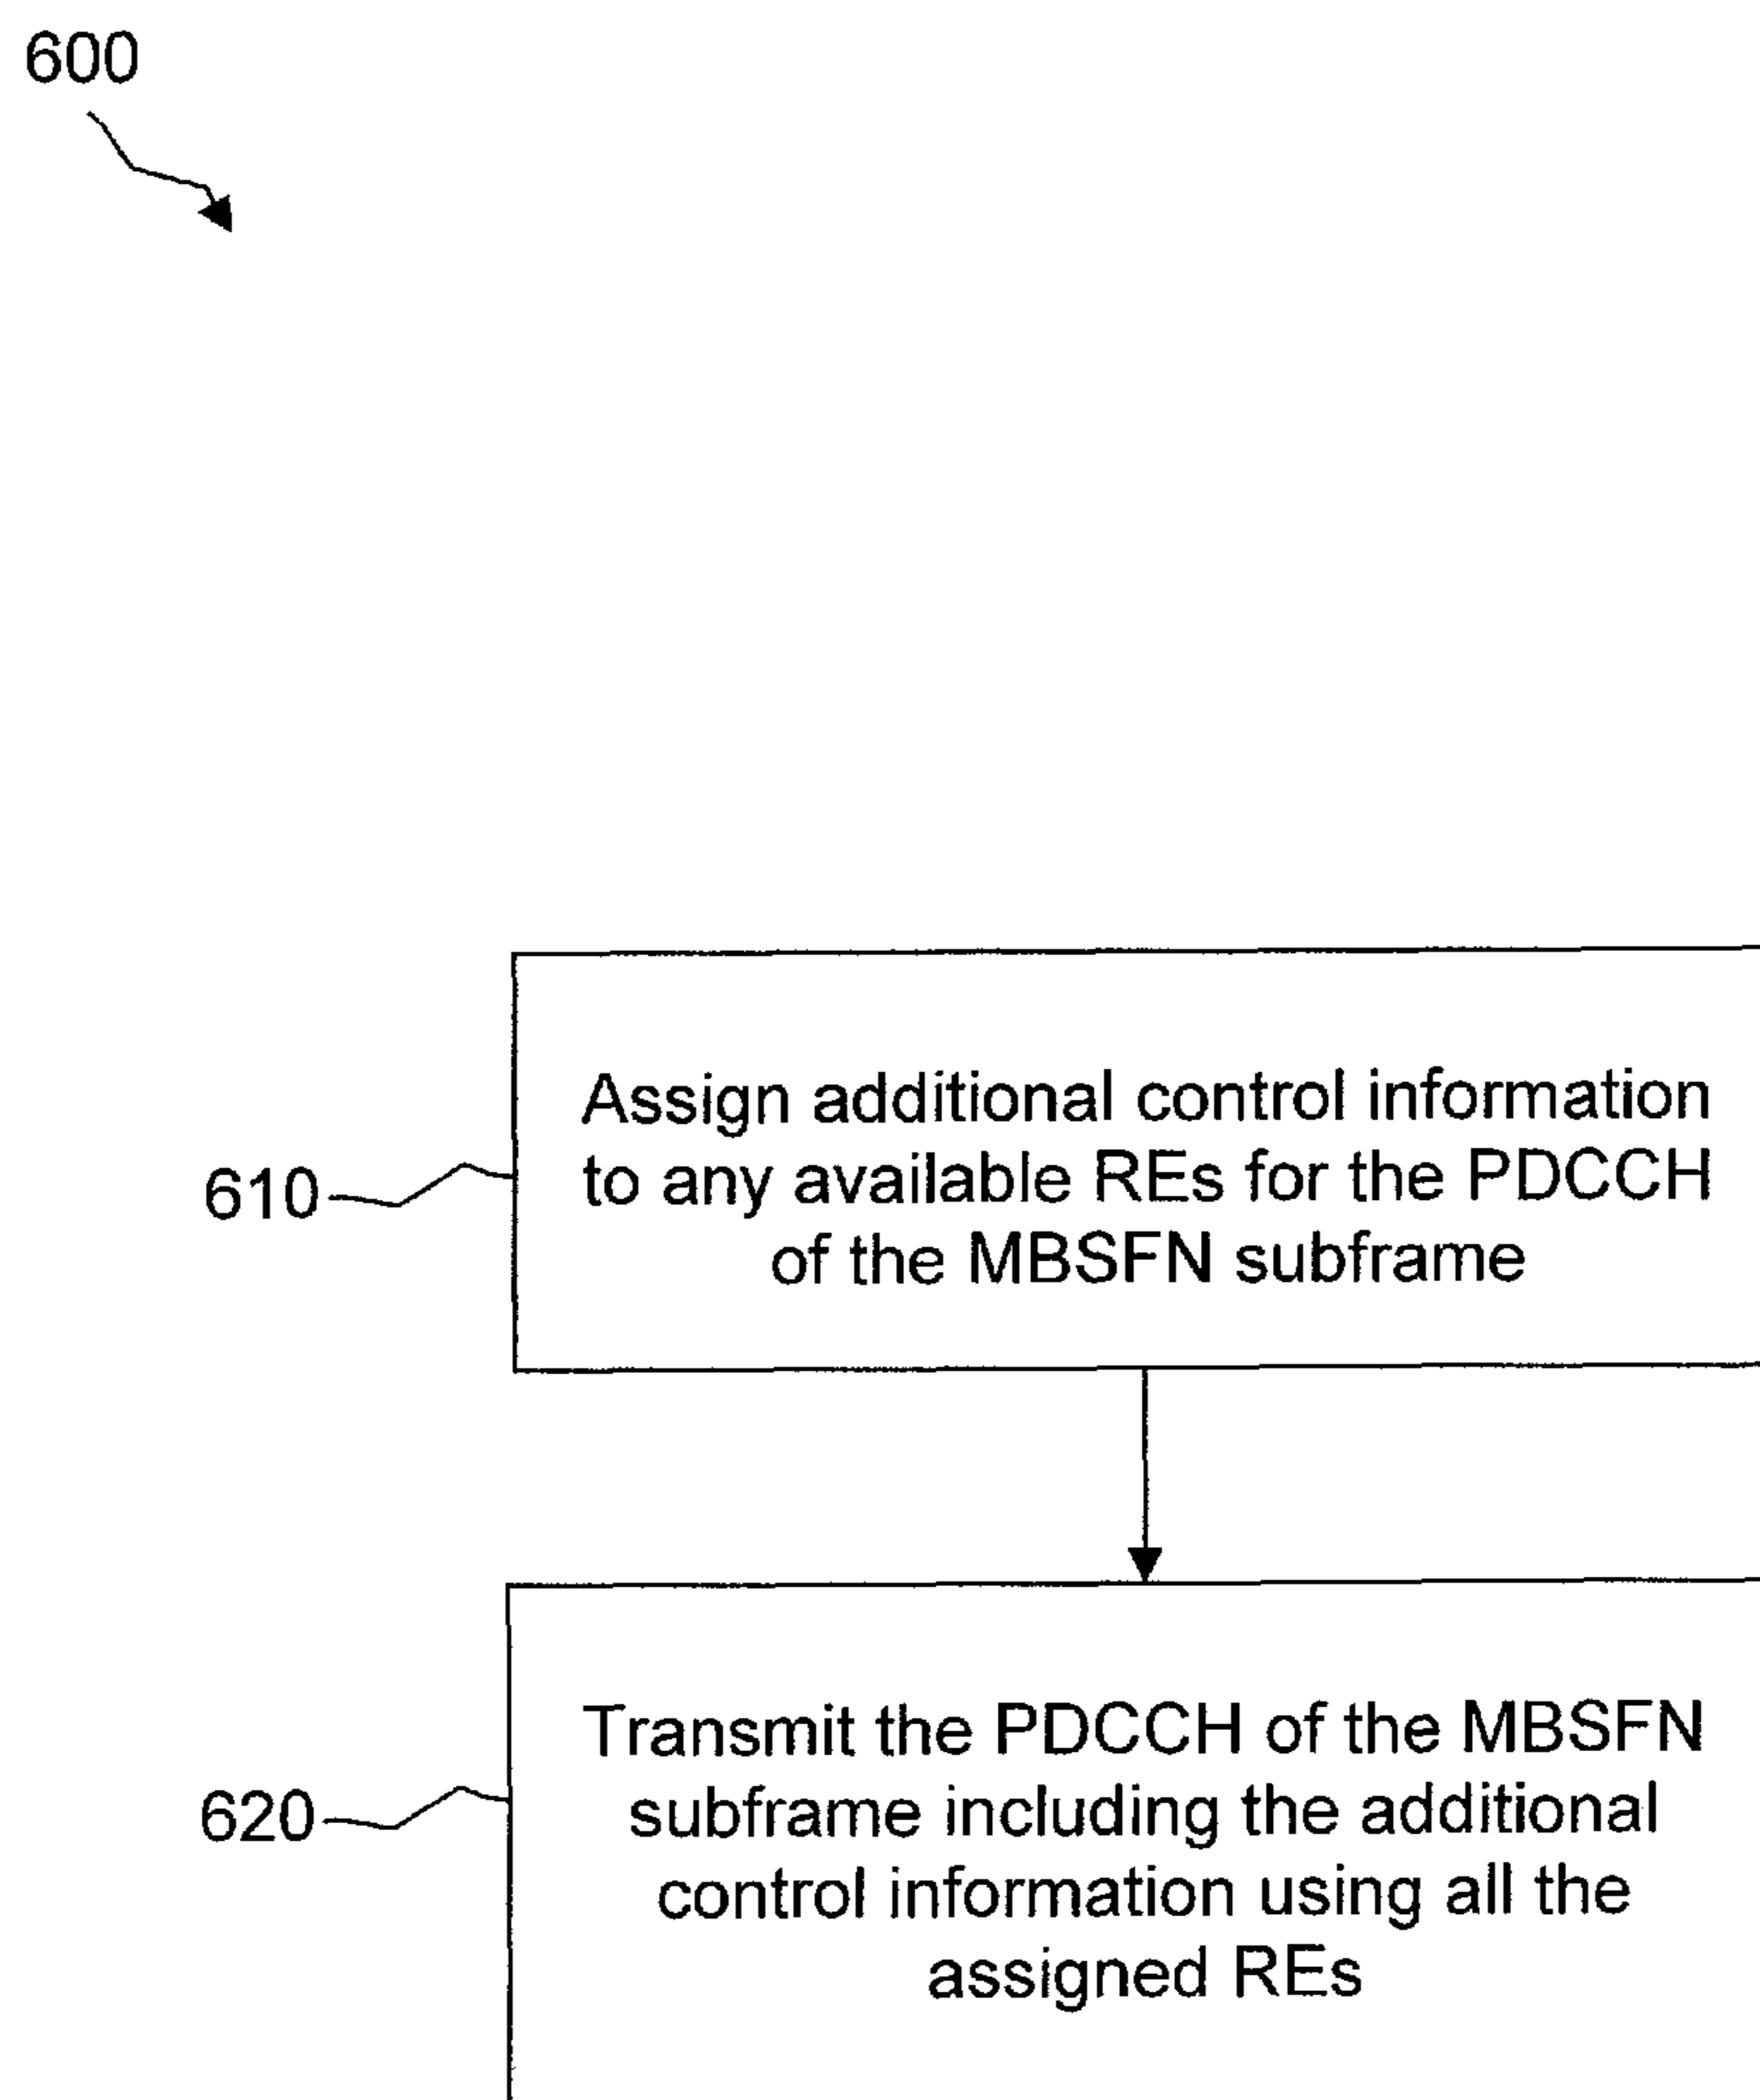 600
Assign additional control information
to any available REs for the PDCCH
of the MBSFN subframe
610
Transmit the PDCCH of the MBSFN
subframe including the additional
control information using all the
assigned REs
620